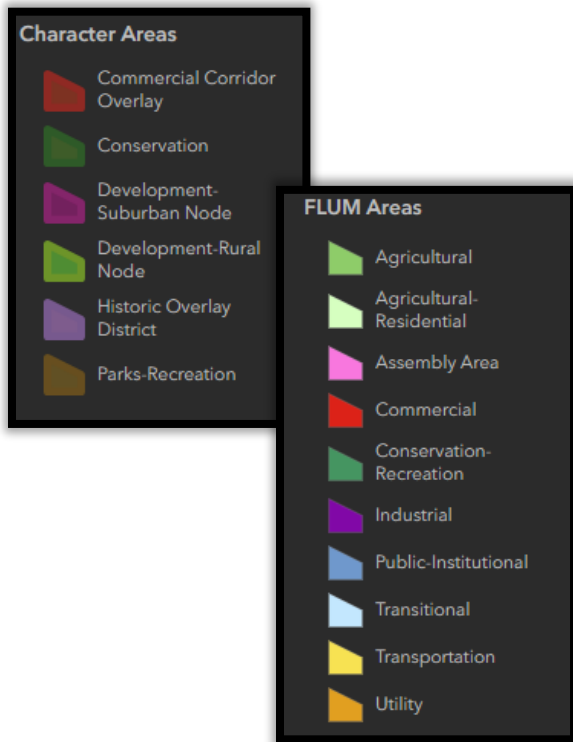 Character Areas
Commercial Corridor
Overlay
Conservation
Development-
Suburban Node
Development-Rural
Node
Historic Overlay
District
Parks-Recreation
FLUM Areas
Agricultural
Agricultural-
Residential
Assembly Area
Commercial
Conservation-
Recreation
Industrial
Public-Institutional
Transitional
Transportation
Utility